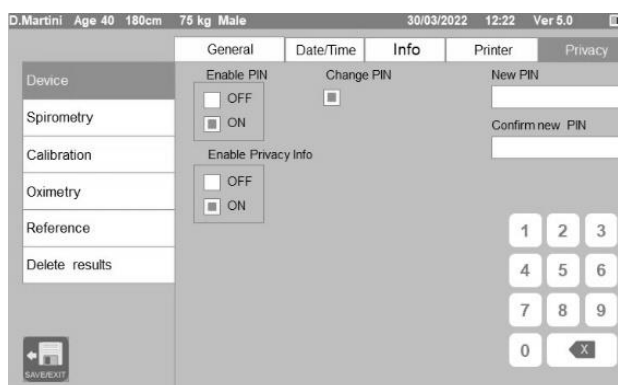 D.Martini Age 40 180cm 75 kg Male 30/03/2022 12:22 Ver 5.0
General Date/Time Info Printer Privacy
Device
Spirometry
Calibration
Oximetry
Reference
Delete results
Enable PIN
OFF
ON
Change PIN
New PIN
Confirm new PIN
Enable Privacy Info
OFF
ON
1 2 3
4 5 6
7 8 9
0 X
SAVE/EXIT